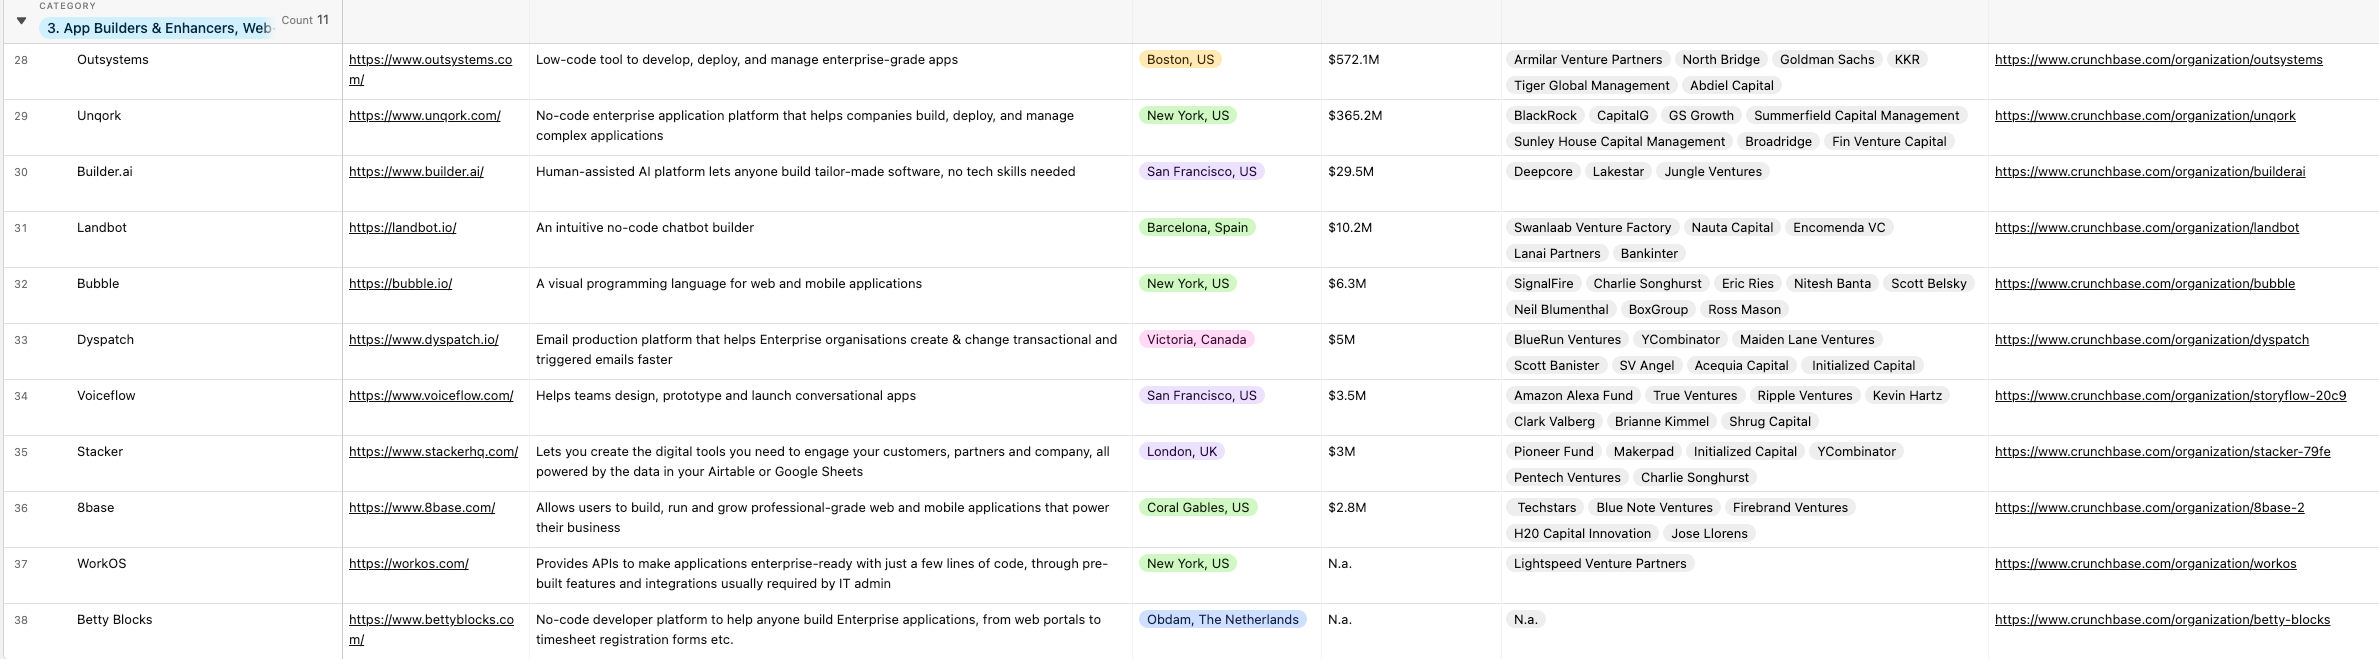 CATEGORY
3. App Builders & Enhancers, Web- Count 11
28 Outsystems https://www.outsystems.co Low-code tool to develop, deploy, and manage enterprise-grade apps Boston, US $572.1M Armilar Venture Partners North Bridge Goldman Sachs KKR https://www.crunchbase.com/organization/outsystems
m/ Tiger Global Management Abdiel Capital
29 Unqork https://www.unqork.com/ No-code enterprise application platform that helps companies build, deploy, and manage New York, US $365.2M BlackRock CapitalG GS Growth Summerfield Capital Management https://www.crunchbase.com/organization/unqork
complex applications Sunley House Capital Management Broadridge Fin Venture Capital
30 Builder.ai https://www.builder.ai/ Human-assisted AI platform lets anyone build tailor-made software, no tech skills needed San Francisco, US $29.5M Deepcore Lakestar Jungle Ventures https://www.crunchbase.com/organization/builderai
31 Landbot https://landbot.io/ An intuitive no-code chatbot builder Barcelona, Spain $10.2M Swanlaab Venture Factory Nauta Capital Encomenda VC https://www.crunchbase.com/organization/landbot
Lanai Partners Bankinter
32 Bubble https://bubble.io/ A visual programming language for web and mobile applications New York, US $6.3M SignalFire Charlie Songhurst Eric Ries Nitesh Banta Scott Belsky https://www.crunchbase.com/organization/bubble
Neil Blumenthal BoxGroup Ross Mason
33 Dyspatch https://www.dyspatch.io/ Email production platform that helps Enterprise organisations create & change transactional and Victoria, Canada $5M BlueRun Ventures YCombinator Maiden Lane Ventures https://www.crunchbase.com/organization/dyspatch
triggered emails faster Scott Banister SV Angel Acequia Capital Initialized Capital
34 Voiceflow https://www.voiceflow.com/ Helps teams design, prototype and launch conversational apps San Francisco, US $3.5M Amazon Alexa Fund True Ventures Ripple Ventures Kevin Hartz https://www.crunchbase.com/organization/storyflow-20c9
Clark Valberg Brianne Kimmel Shrug Capital
35 Stacker https://www.stackerhq.com/ Lets you create the digital tools you need to engage your customers, partners and company, all London, UK $3M Pioneer Fund Makerpad Initialized Capital YCombinator https://www.crunchbase.com/organization/stacker-79fe
powered by the data in your Airtable or Google Sheets Pentech Ventures Charlie Songhurst
36 8base https://www.8base.com/ Allows users to build, run and grow professional-grade web and mobile applications that power Coral Gables, US $2.8M Techstars Blue Note Ventures Firebrand Ventures https://www.crunchbase.com/organization/8base-2
their business H20 Capital Innovation Jose Llorens
37 WorkOS https://workos.com/ Provides APIs to make applications enterprise-ready with just a few lines of code, through pre- New York, US N.a. Lightspeed Venture Partners https://www.crunchbase.com/organization/workos
built features and integrations usually required by IT admin
38 Betty Blocks https://www.bettyblocks.co No-code developer platform to help anyone build Enterprise applications, from web portals to Obdam, The Netherlands N.a. N.a. https://www.crunchbase.com/organization/betty-blocks
m/ timesheet registration forms etc.